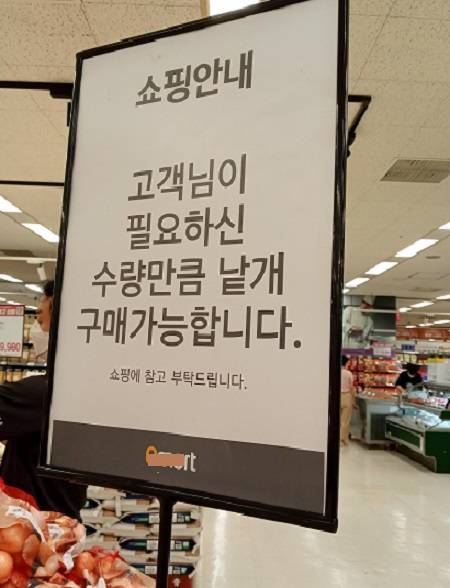 쇼핑안내
고객님이
필요하신
수량만큼 낱개
구매가능합니다.
쇼핑에 참고 부탁드립니다.